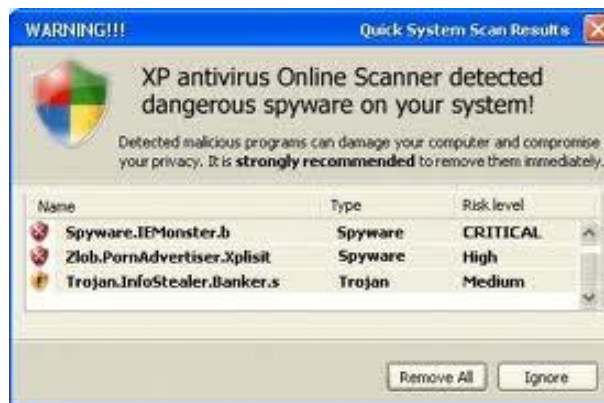 WARNING!!! Quick System Scan Results
XP antivirus Online Scanner detected
dangerous spyware on your system!
Detected malicious programs can damage your computer and compromise
your privacy. It is strongly recommended to remove them immediately.
Name Type Risk level
Spyware.IEMonster.b Spyware CRITICAL
Zlob.PornAdvertiser.Xplisit Spyware High
Trojan.InfoStealer.Banker.s Trojan Medium
Remove All Ignore